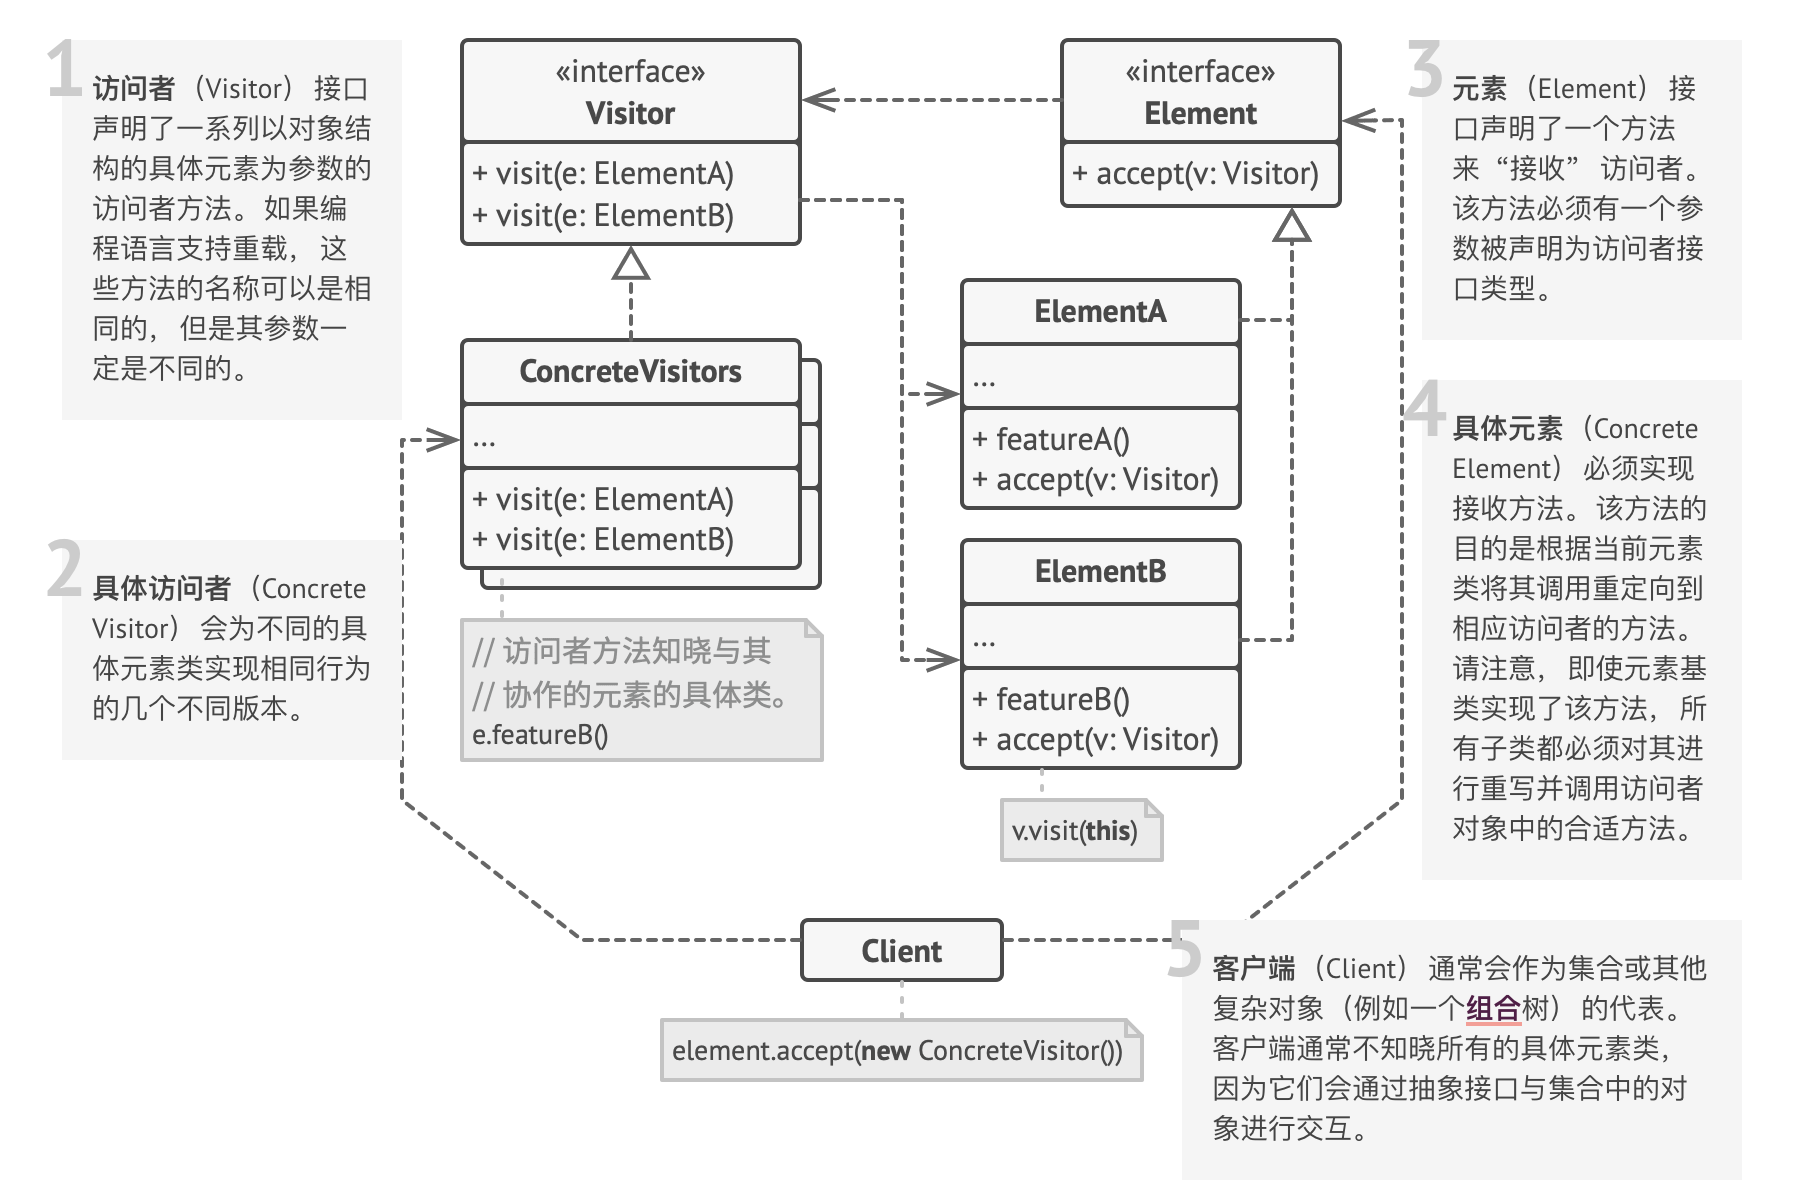 1
访问者（Visitor） 接口
声明了一系列以对象结
构的具体元素为参数的
访问者方法。 如果编
程语言支持重载， 这
些方法的名称可以是相
同的， 但是其参数一
定是不同的。
«interface»
Visitor
+ visit(e: ElementA)
+ visit(e: ElementB)
«interface»
Element
+ accept(v: Visitor)
3
元素（Element） 接
口声明了一个方法
来“接收” 访问者。
该方法必须有一个参
数被声明为访问者接
口类型。
ConcreteVisitors
...
+ visit(e: ElementA)
+ visit(e: ElementB)
ElementA
...
+ featureA()
+ accept(v: Visitor)
4
具体元素（Concrete
Element） 必须实现
接收方法。 该方法的
目的是根据当前元素
类将其调用重定向到
相应访问者的方法。
请注意， 即使元素基
类实现了该方法， 所
有子类都必须对其进
行重写并调用访问者
对象中的合适方法。
2
具体访问者（Concrete
Visitor） 会为不同的具
体元素类实现相同行为
的几个不同版本。
// 访问者方法知晓与其
// 协作的元素的具体类。
e.featureB()
ElementB
...
+ featureB()
+ accept(v: Visitor)
v.visit(this)
Client
element.accept(new ConcreteVisitor())
5
客户端（Client） 通常会作为集合或其他
复杂对象（例如一个组合树） 的代表。
客户端通常不知晓所有的具体元素类，
因为它们会通过抽象接口与集合中的对
象进行交互。